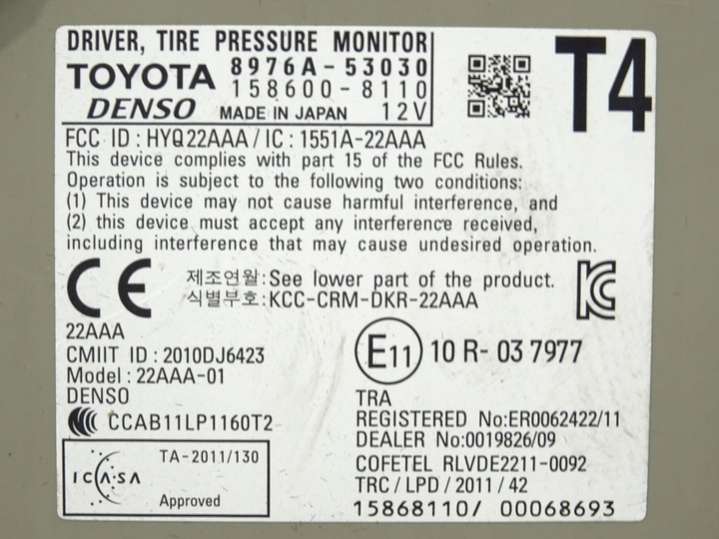 DRIVER, TIRE PRESSURE MONITOR
TOYOTA 8976A-53030
158600-8110
DENSO MADE IN JAPAN 12V
T4
FCC ID : HYQ22AAA / IC : 1551A-22AAA
This device complies with part 15 of the FCC Rules.
Operation is subject to the following two conditions:
(1) This device may not cause harmful interference, and
(2) this device must accept any interference received,
including interference that may cause undesired operation.
CE
제조연월:See lower part of the product.
식별부호:KCC-CRM-DKR-22AAA
KC
22AAA
CMIIT ID : 2010DJ6423
Model : 22AAA-01
DENSO
CCAB11LP1160T2
E11 10 R- 03 7977
TRA
REGISTERED No:ER0062422/11
DEALER No:0019826/09
COFETEL RLVDE2211-0092
TRC / LPD / 2011 / 42
15868110/ 00068693
ICASA TA-2011/130
Approved